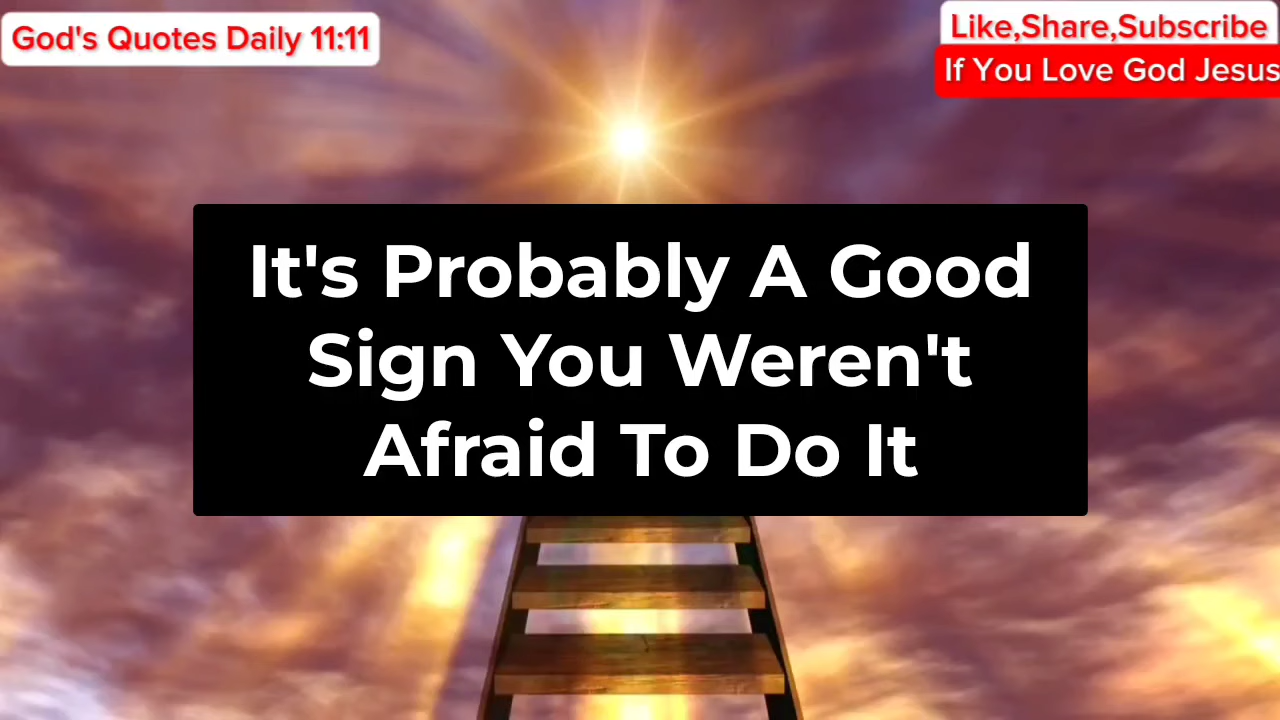 God's Quotes Daily 11:11
Like,Share,Subscribe
If You Love God Jesus
It's Probably A Good
Sign You Weren't
Afraid To Do It